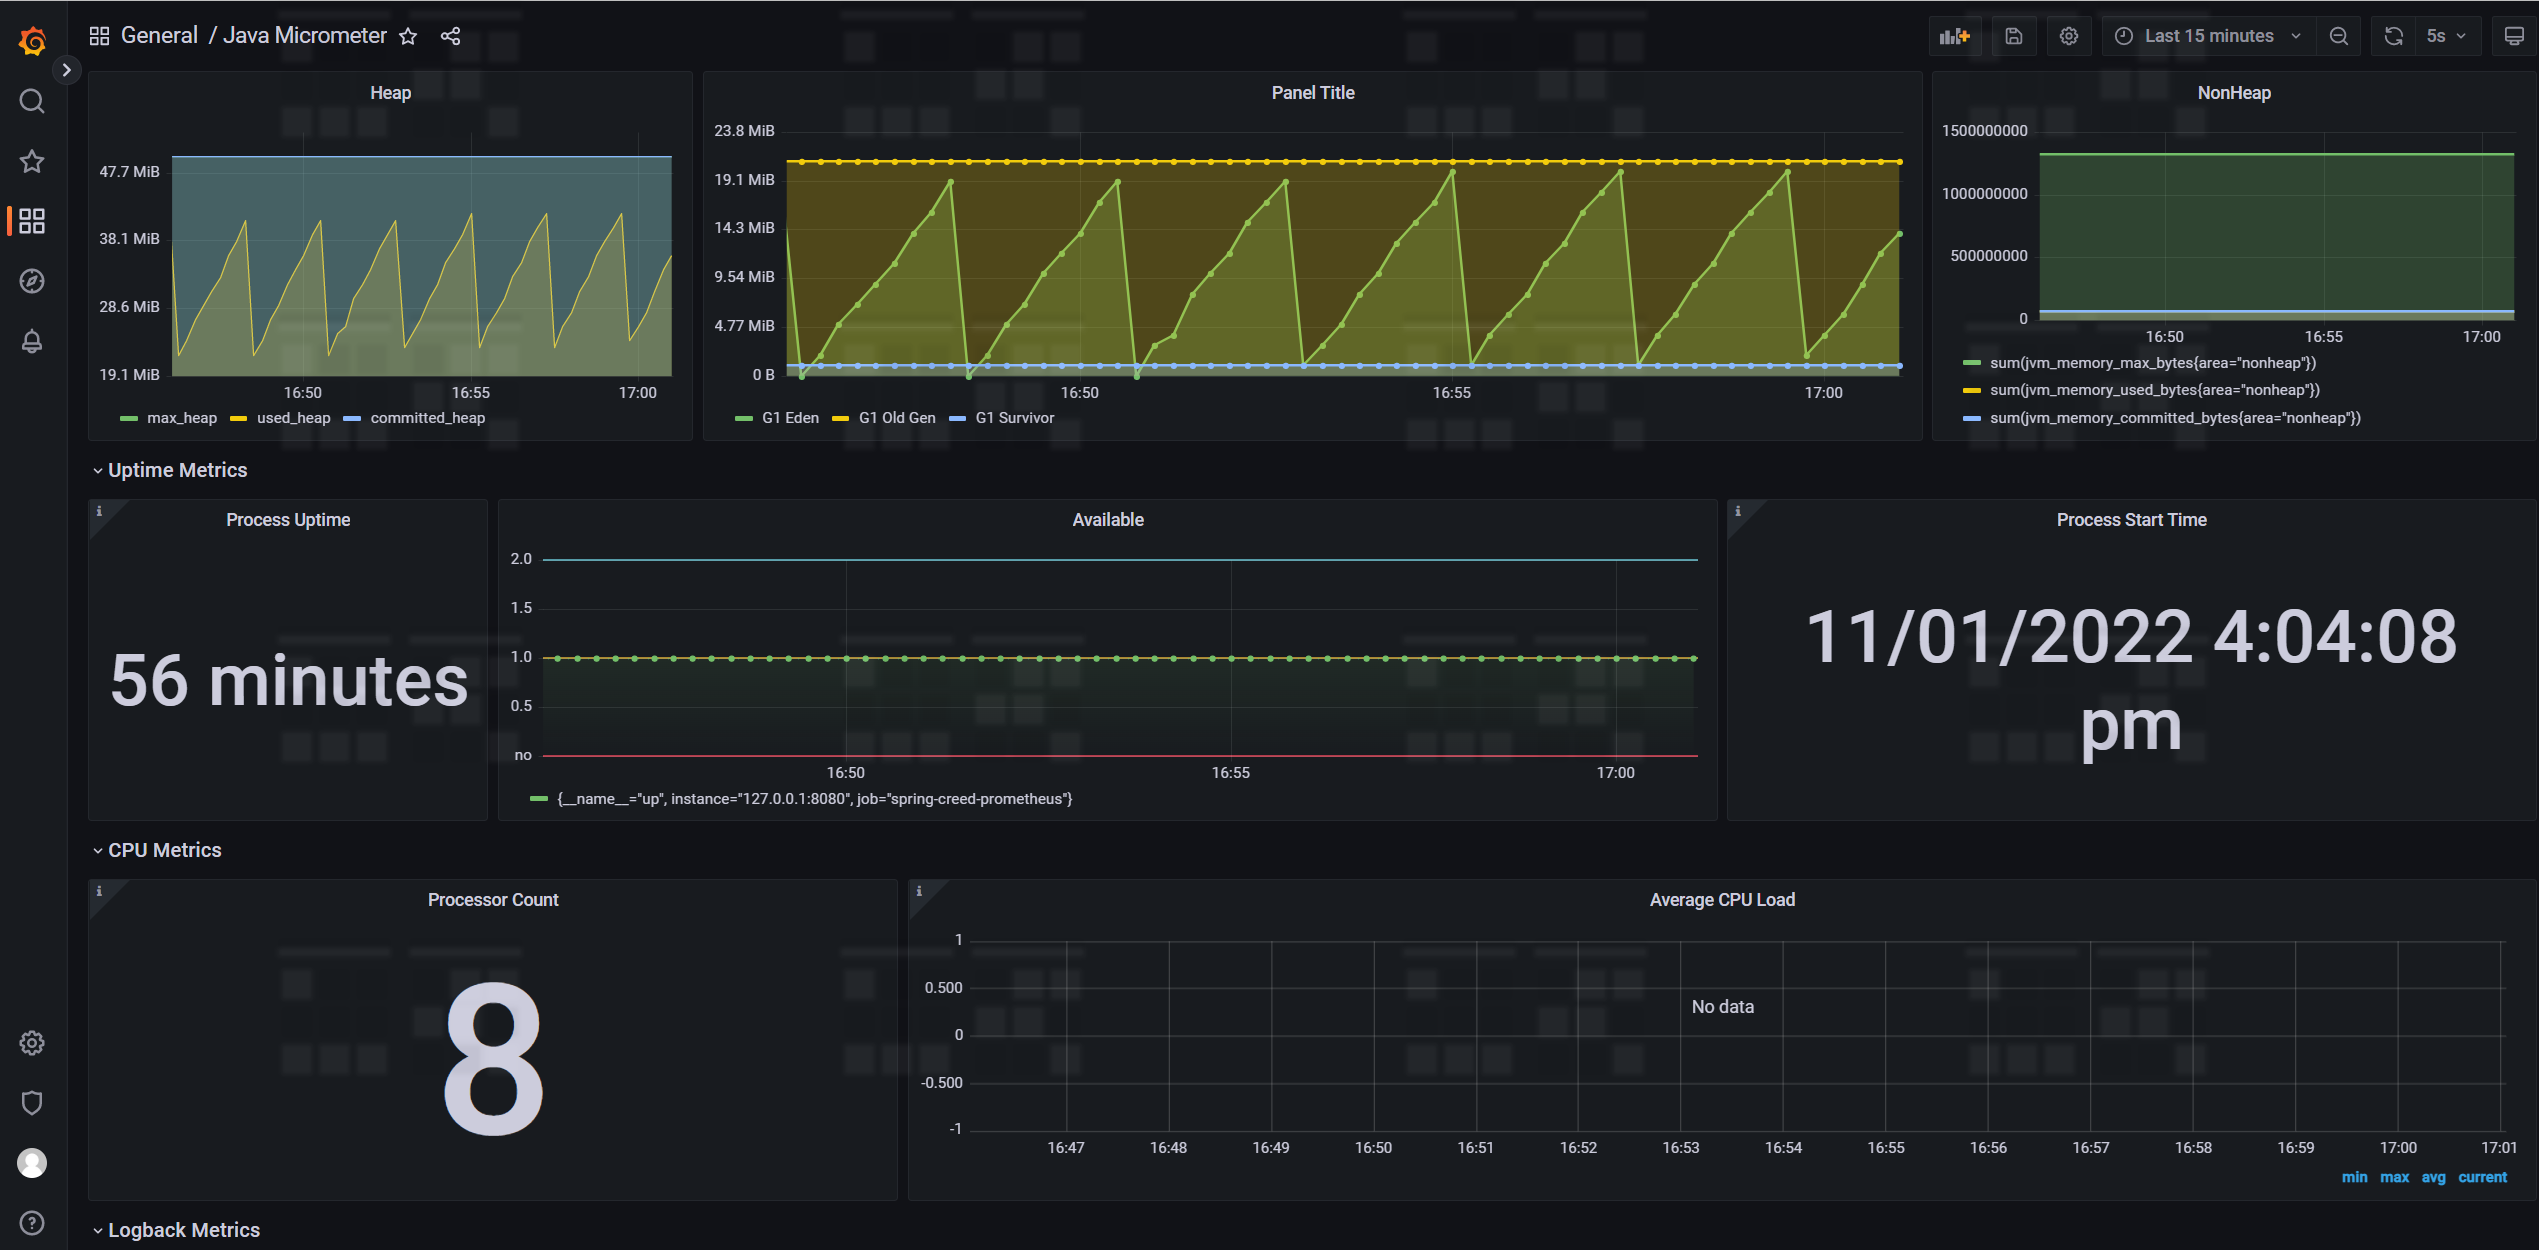 General / Java Micrometer
Last 15 minutes
5s
Heap
47.7 MiB
38.1 MiB
28.6 MiB
19.1 MiB
16:50 16:55 17:00
max_heap used_heap committed_heap
Panel Title
23.8 MiB
19.1 MiB
14.3 MiB
9.54 MiB
4.77 MiB
0 B
16:50 16:55 17:00
G1 Eden G1 Old Gen G1 Survivor
NonHeap
1500000000
1000000000
500000000
0
16:50 16:55 17:00
sum(jvm_memory_max_bytes{area="nonheap"})
sum(jvm_memory_used_bytes{area="nonheap"})
sum(jvm_memory_committed_bytes{area="nonheap"})
Uptime Metrics
i
Process Uptime
56 minutes
Available
2.0
1.5
1.0
0.5
no
16:50 16:55 17:00
{__name__="up", instance="127.0.0.1:8080", job="spring-creed-prometheus"}
i
Process Start Time
11/01/2022 4:04:08
pm
CPU Metrics
i
Processor Count
8
i
Average CPU Load
1
0.500
0
-0.500
-1
No data
16:47 16:48 16:49 16:50 16:51 16:52 16:53 16:54 16:55 16:56 16:57 16:58 16:59 17:00 17:01
min max avg current
Logback Metrics